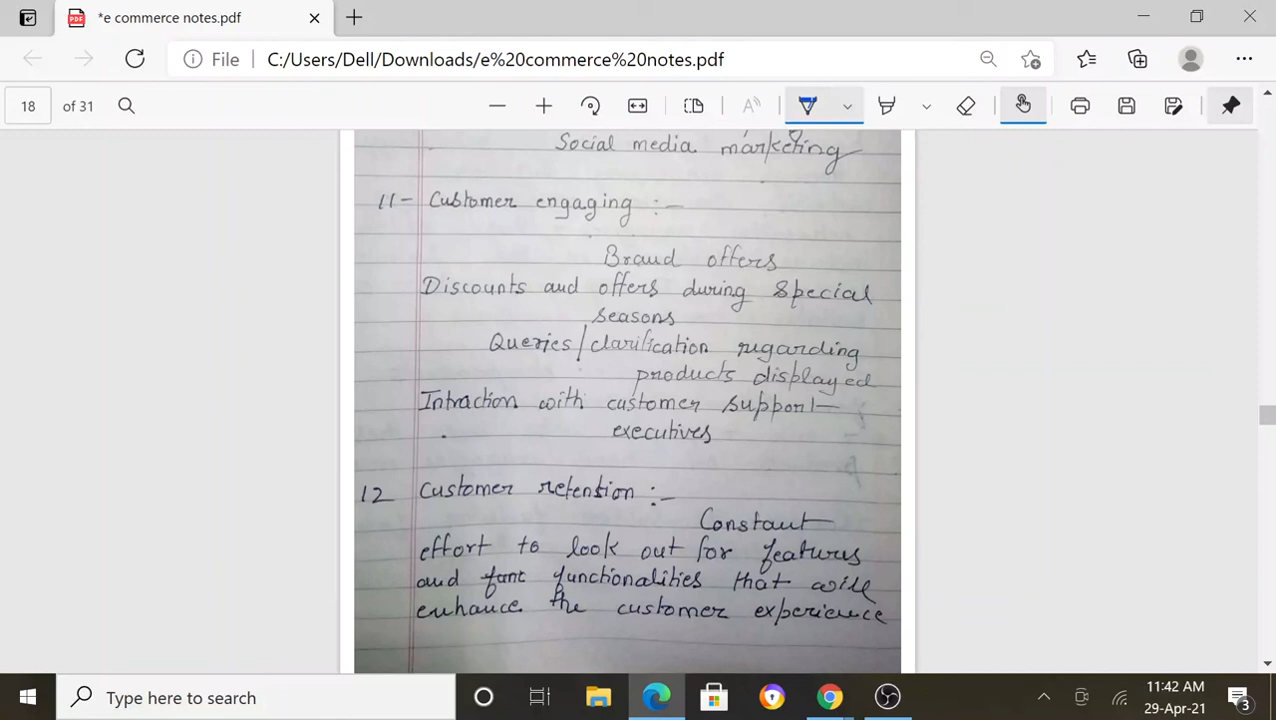 *e commerce notes.pdf
File C:/Users/Dell/Downloads/e%20commerce%20notes.pdf
18 of 31
Social media marketing
11- Customer engaging :-
Brand offers
Discounts and offers during special
seasons
Queries/clarification regarding
products displayed
Intraction with customer support
executives
12 Customer retention :-
Constant
effort to look out for features
and funt functionalities that will
enhance the customer experience
Type here to search
11:42 AM
29-Apr-21
3